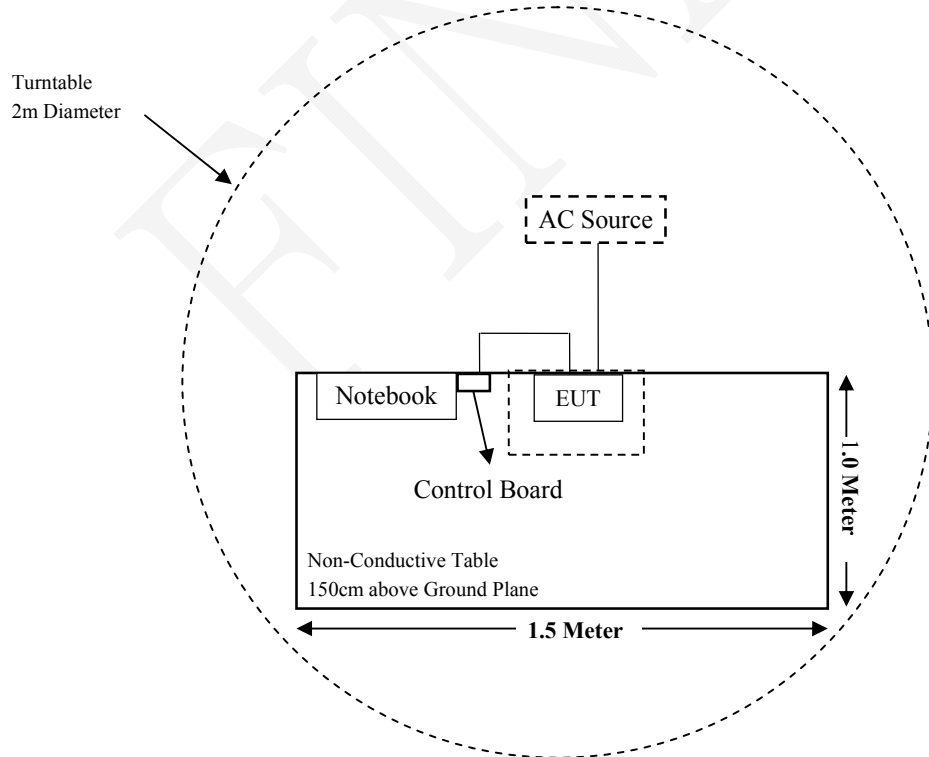 Turntable
2m Diameter
AC Source
Notebook
EUT
Control Board
1.0 Meter
Non-Conductive Table
150cm above Ground Plane
1.5 Meter